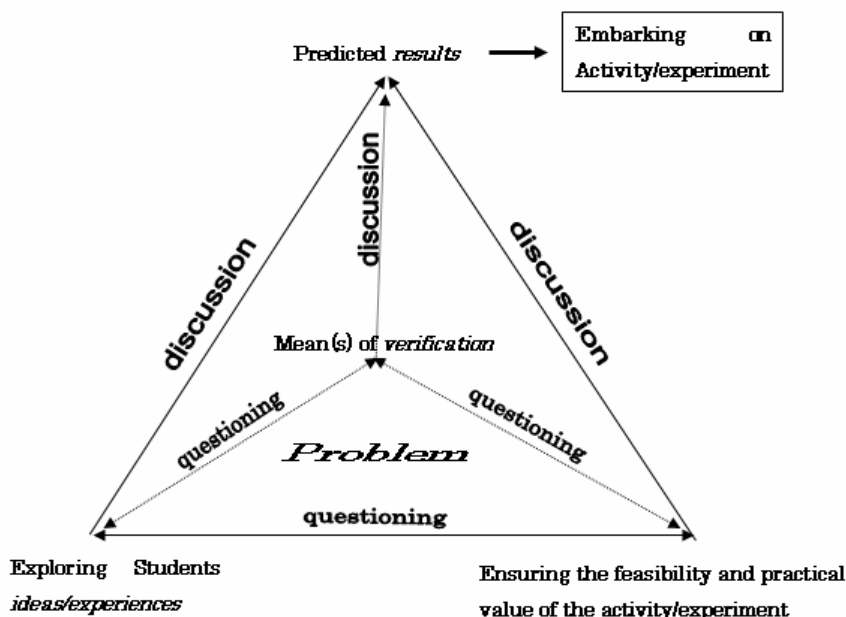 Predicted results
Embarking on
Activity/experiment
discussion
discussion
discussion
Mean(s) of verification
questioning
questioning
Problem
questioning
Exploring Students
ideas/experiences
Ensuring the feasibility and practical
value of the activity/experiment